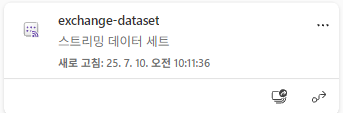 exchange-dataset
스트리밍 데이터 세트
새로 고침: 25. 7. 10. 오전 10:11:36